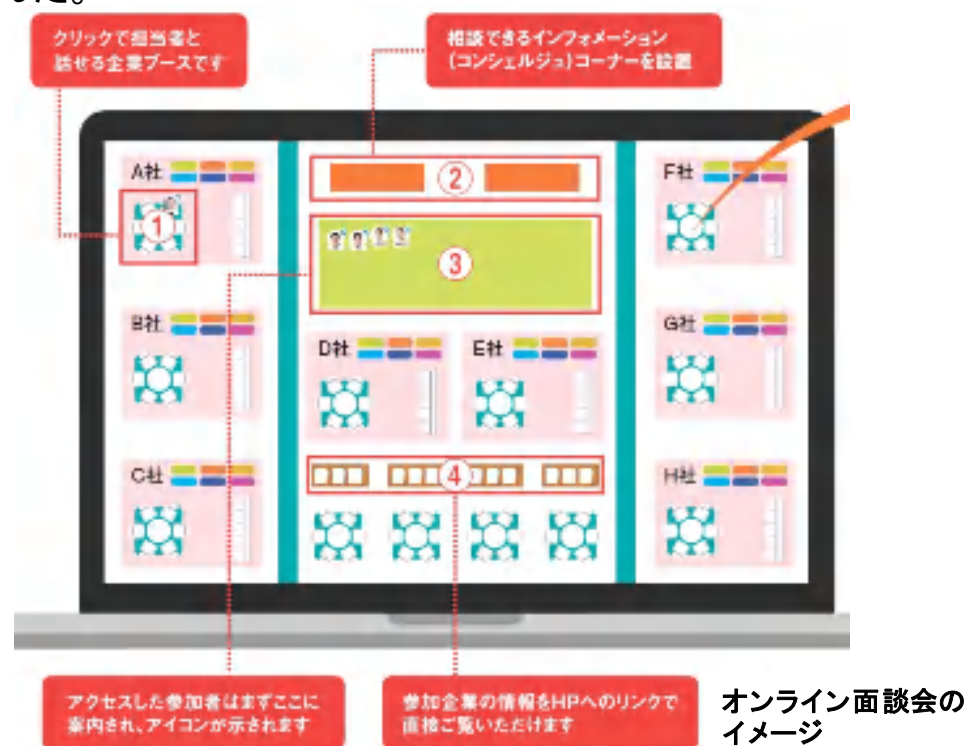 した。
クリックで担当者と
話せる企業ブースです
相談できるインフォメーション
(コンシェルジュ)コーナーを設置
A社
①
②
F社
③
B社
D社
E社
G社
C社
④
H社
アクセスした参加者はまずここに
案内され、アイコンが示されます
参加企業の情報をHPへのリンクで
直接ご覧いただけます
オンライン面談会の
イメージ